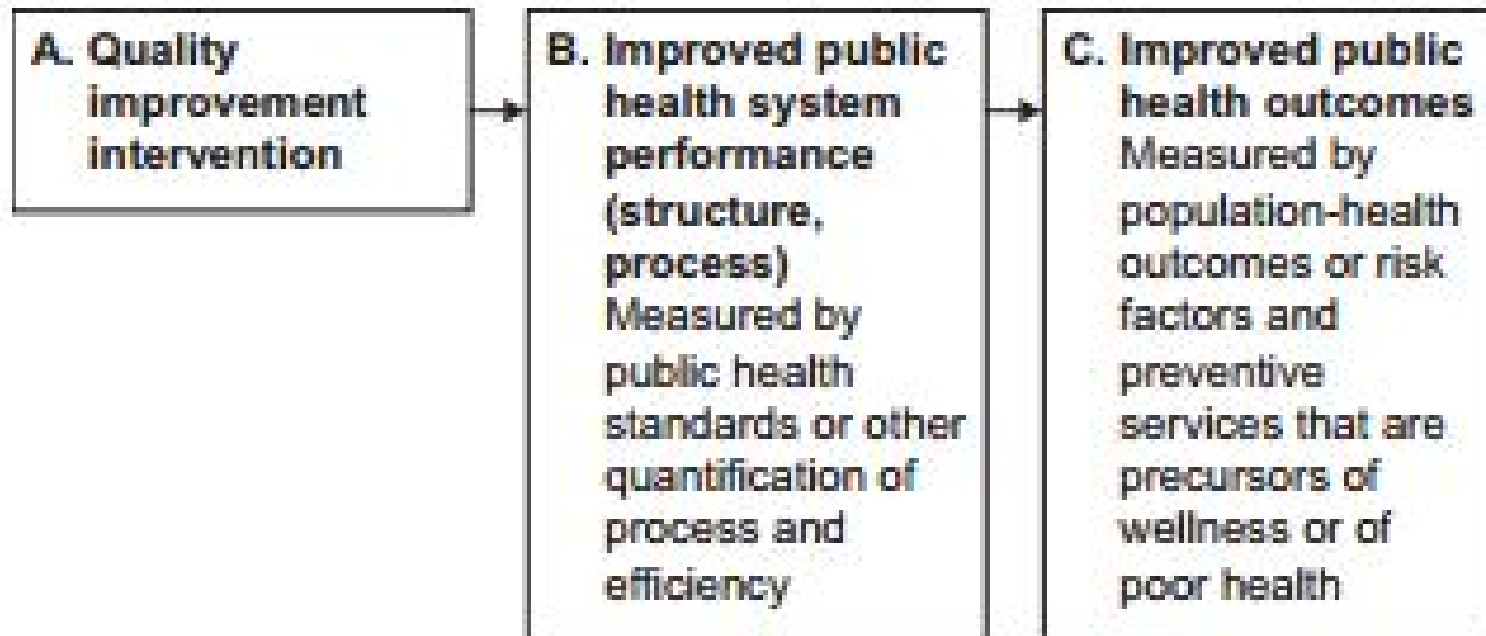 A. Quality
improvement
intervention
B. Improved public
health system
performance
(structure,
process)
Measured by
public health
standards or other
quantification of
process and
efficiency
C. Improved public
health outcomes
Measured by
population-health
outcomes or risk
factors and
preventive
services that are
precursors of
wellness or of
poor health